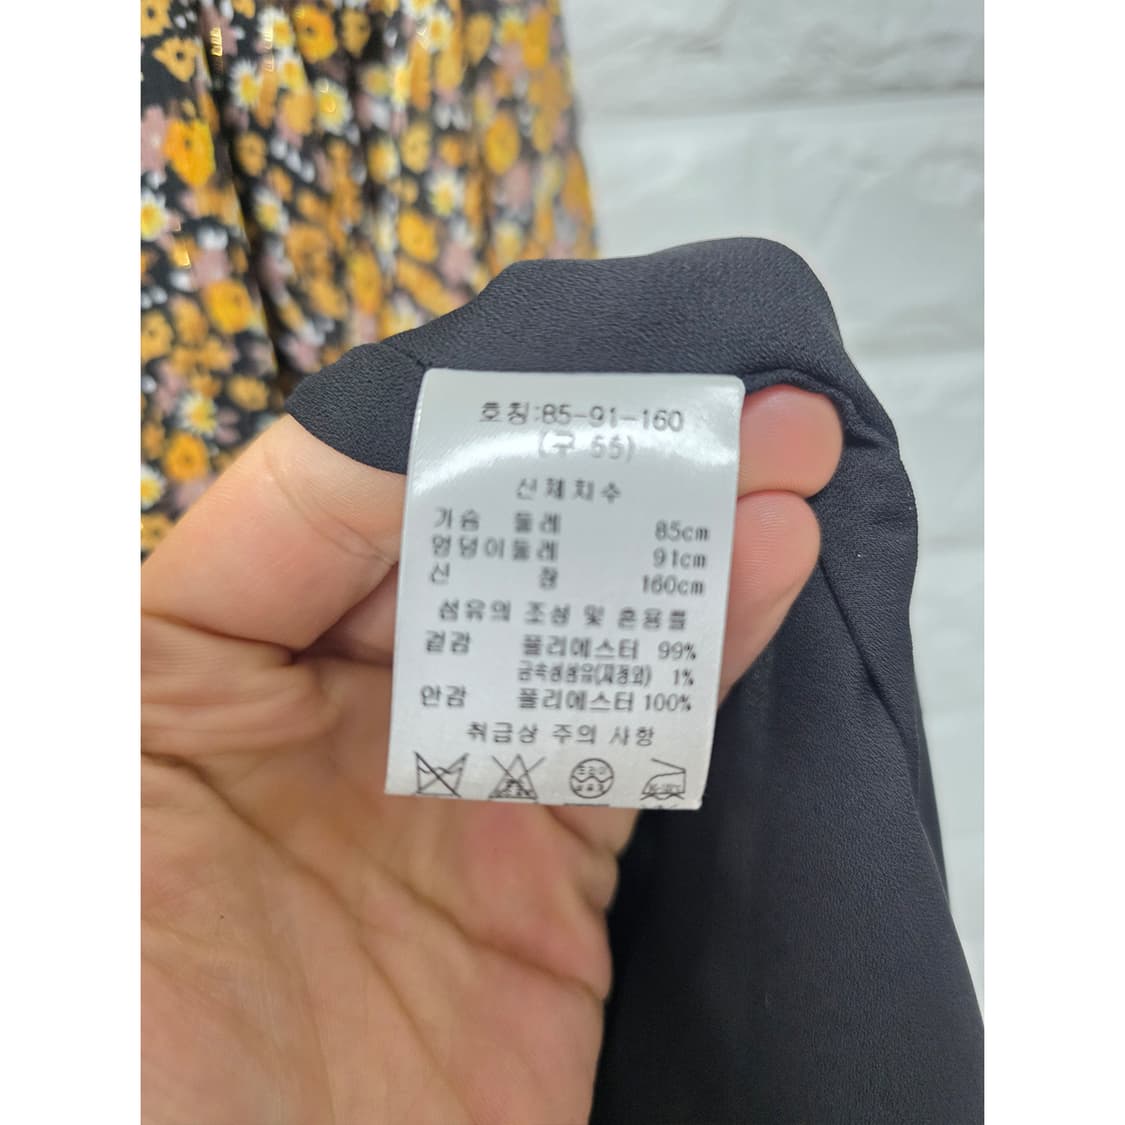 호칭:85-91-160
(구 55)
신체치수
가슴 둘레 85cm
엉덩이둘레 91cm
신 장 160cm
섬유의 조성 및 혼용률
겉감 폴리에스터 99%
금속성섬유(재정외) 1%
안감 폴리에스터 100%
취급상 주의 사항